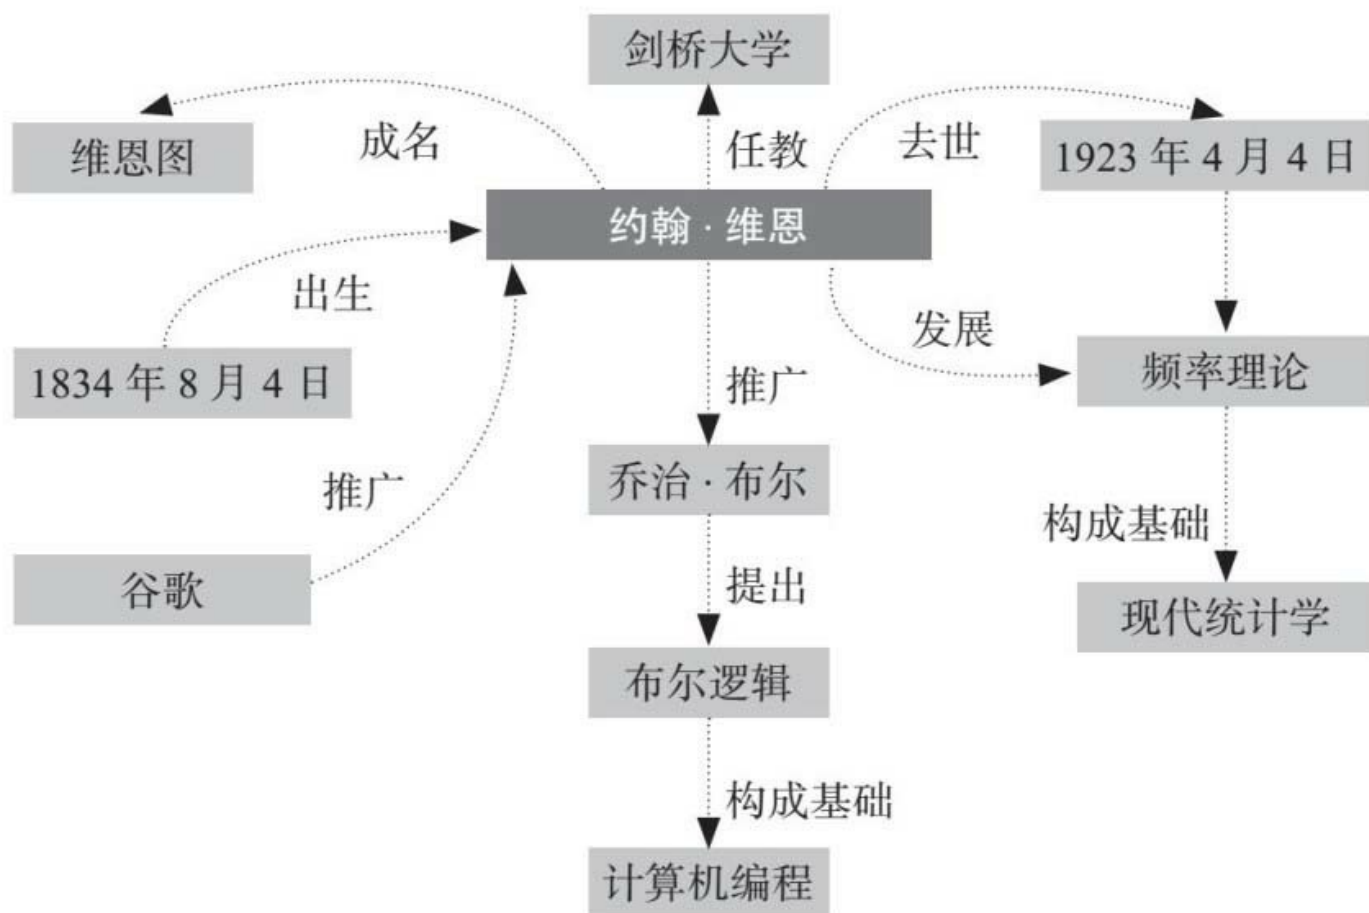 剑桥大学
维恩图
成名
任教
去世
1923 年 4 月 4 日
约翰 · 维恩
出生
发展
1834 年 8 月 4 日
推广
频率理论
推广
乔治 · 布尔
构成基础
谷歌
提出
现代统计学
布尔逻辑
构成基础
计算机编程